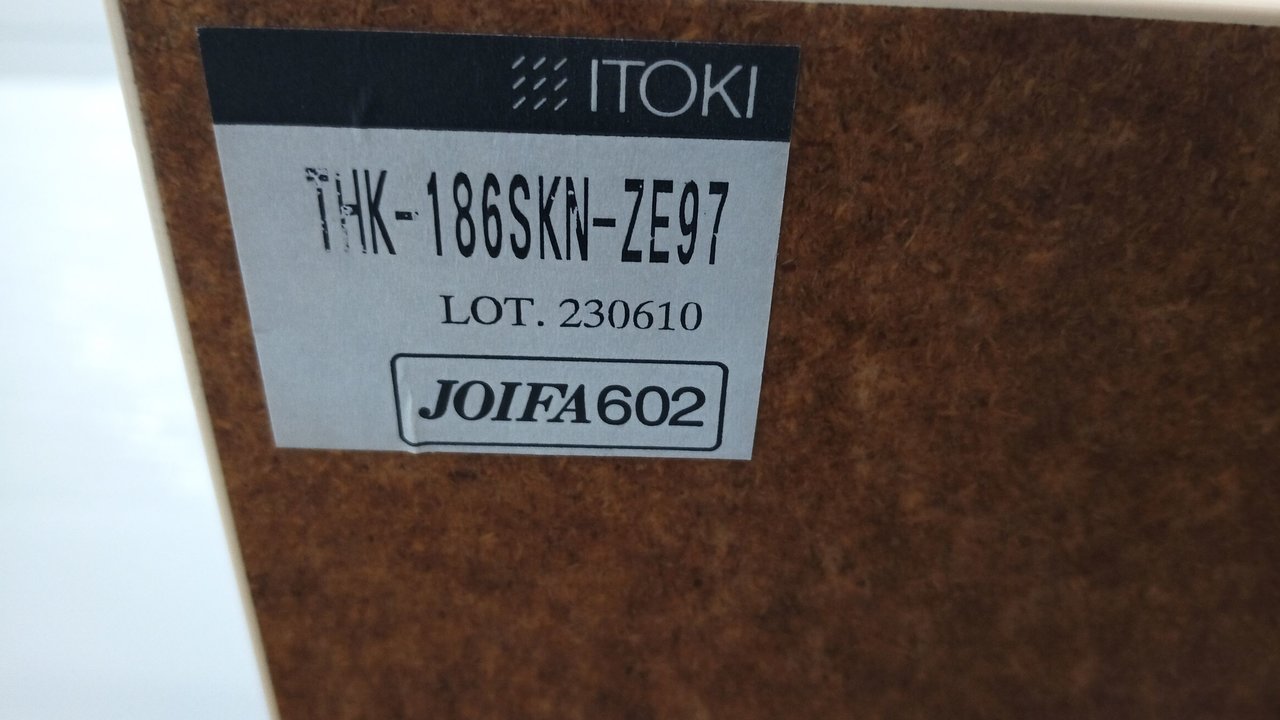 ITOKI
THK-186SKN-ZE97
LOT. 230610
JOIFA602